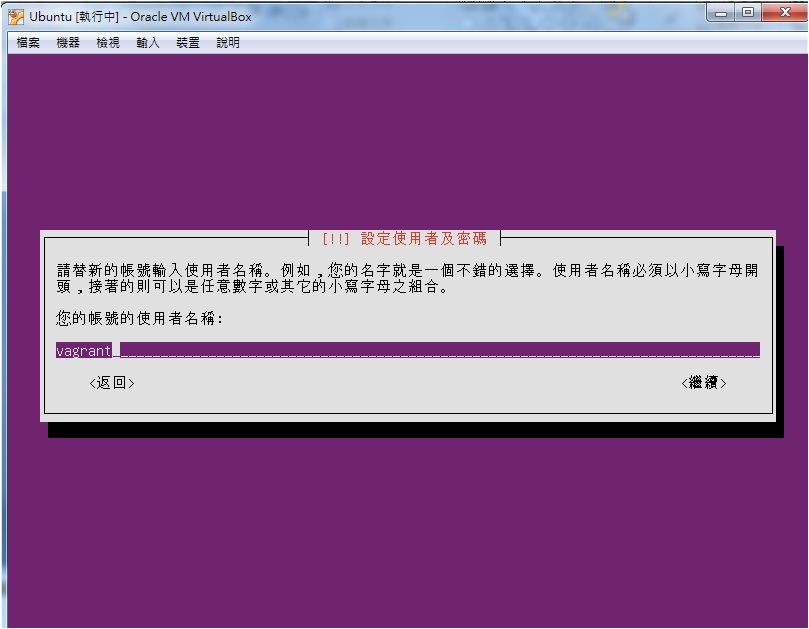 Ubuntu [執行中] - Oracle VM VirtualBox
檔案 機器 檢視 輸入 裝置 說明
[!!] 設定使用者及密碼
請替新的帳號輸入使用者名稱。例如,您的名字就是一個不錯的選擇。使用者名稱必須以小寫字母開
頭,接著的則可以是任意數字或其它的小寫字母之組合。
您的帳號的使用者名稱:
vagrant
<返回> <繼續>